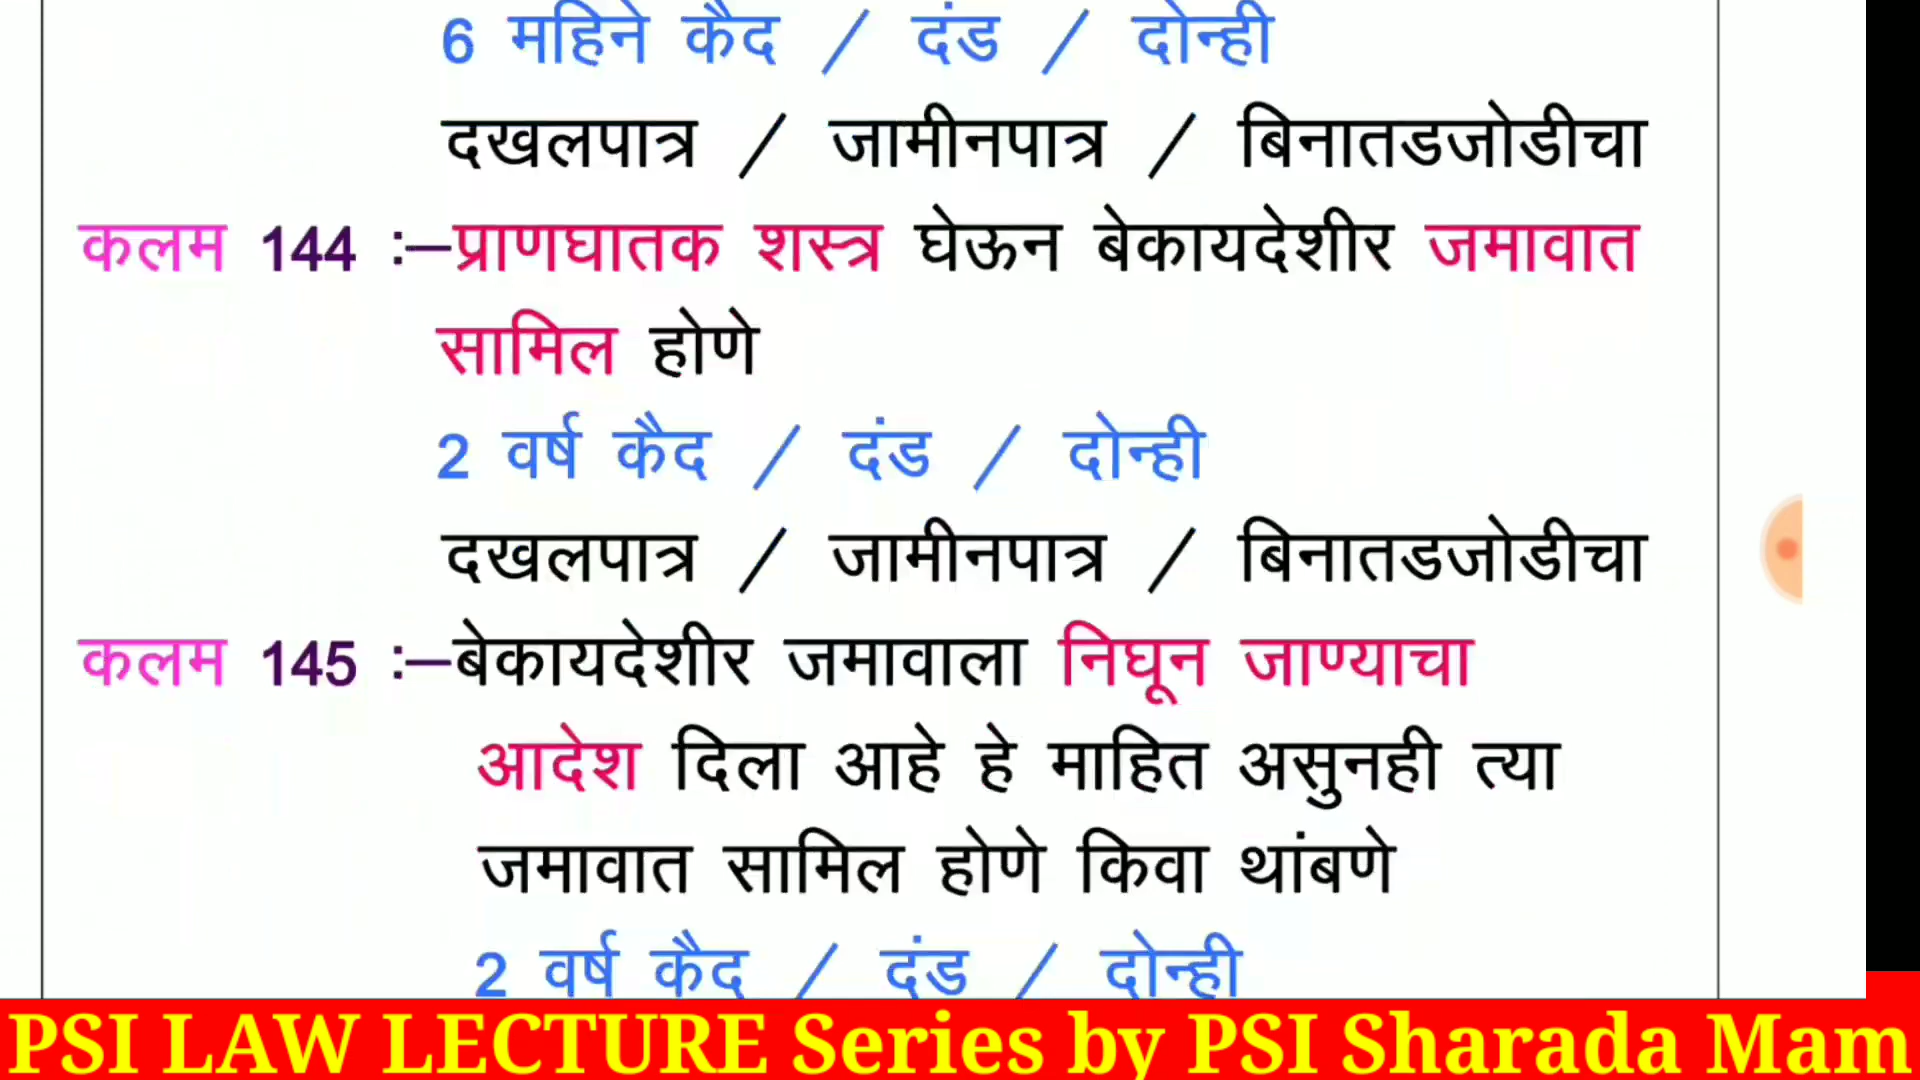 6 महिने कैद / दंड / दोन्ही
दखलपात्र / जामीनपात्र / बिनातडजोडीचा
कलम 144 :–प्राणघातक शस्त्र घेऊन बेकायदेशीर जमावात
सामिल होणे
2 वर्ष कैद / दंड / दोन्ही
दखलपात्र / जामीनपात्र / बिनातडजोडीचा
कलम 145 :–बेकायदेशीर जमावाला निघून जाण्याचा
आदेश दिला आहे हे माहित असुनही त्या
जमावात सामिल होणे किवा थांबणे
2 वर्ष कैद / दंड / दोन्ही
PSI LAW LECTURE Series by PSI Sharada Mam